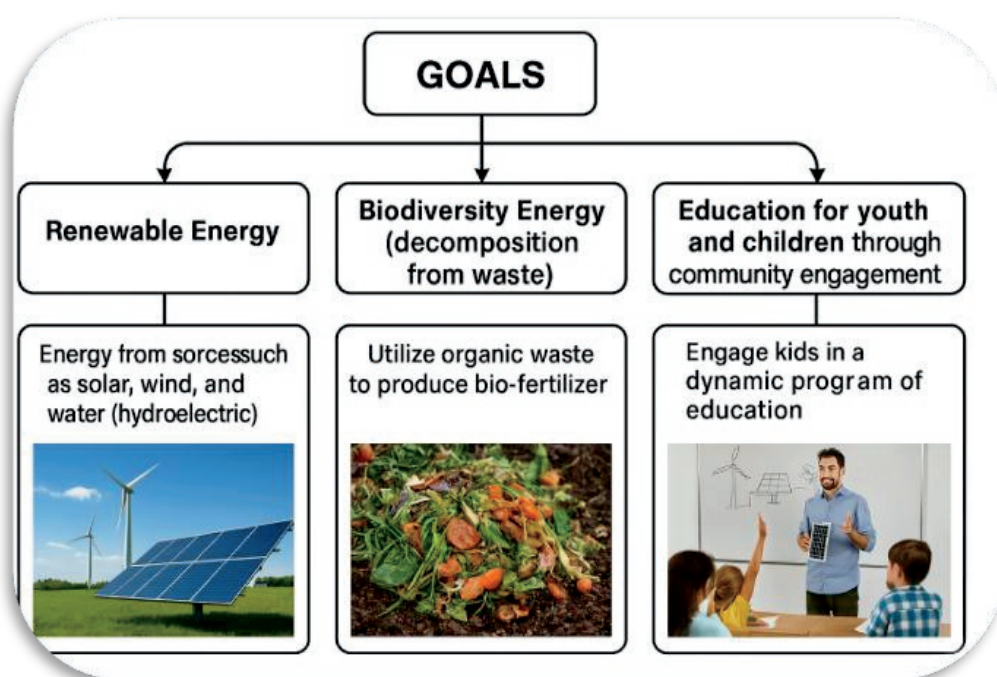 GOALS
Renewable Energy
Biodiversity Energy
(decomposition
from waste)
Education for youth
and children through
community engagement
Energy from sorcessuch
as solar, wind, and
water (hydroelectric)
Utilize organic waste
to produce bio-fertilizer
Engage kids in a
dynamic program of
education